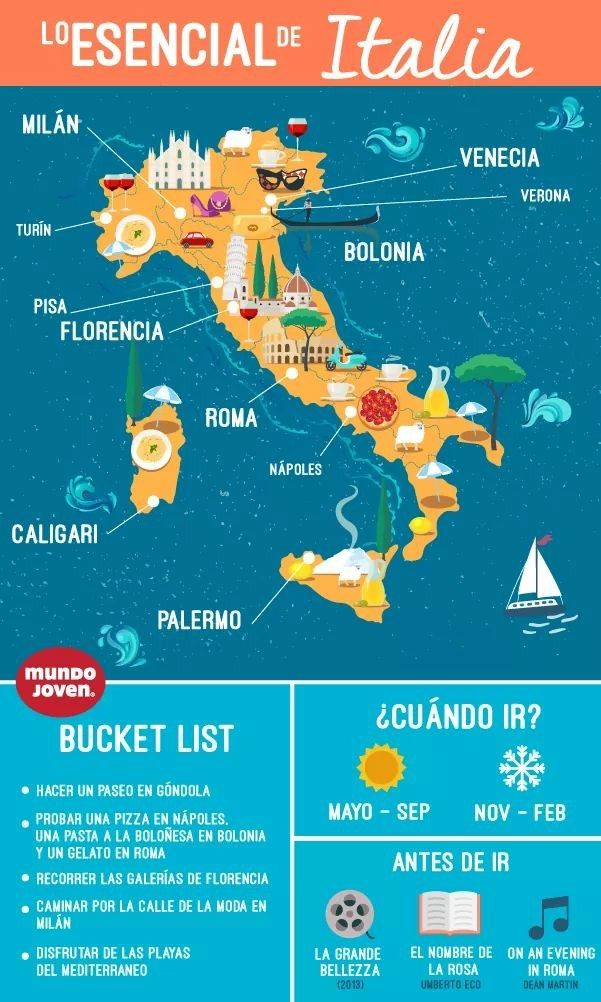 LO ESENCIAL DE Italia
MILÁN
VENECIA
VERONA
TURÍN
BOLONIA
PISA
FLORENCIA
ROMA
NÁPOLES
CALIGARI
PALERMO
mundo
joven®
BUCKET LIST
• HACER UN PASEO EN GÓNDOLA
• PROBAR UNA PIZZA EN NÁPOLES.
UNA PASTA A LA BOLOÑESA EN BOLONIA
Y UN GELATO EN ROMA
• RECORRER LAS GALERÍAS DE FLORENCIA
• CAMINAR POR LA CALLE DE LA MODA EN
MILÁN
• DISFRUTAR DE LAS PLAYAS
DEL MEDITERRANEO
¿CUÁNDO IR?
MAYO - SEP
NOV - FEB
ANTES DE IR
LA GRANDE
BELLEZZA
(2013)
EL NOMBRE DE
LA ROSA
UMBERTO ECO
ON AN EVENING
IN ROMA
DEAN MARTIN